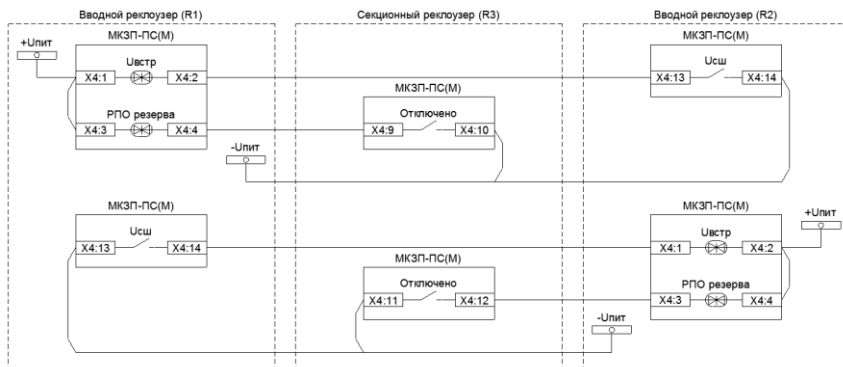 Вводной реклоузер (R1) Секционный реклоузер (R3) Вводной реклоузер (R2)
+Uпит МКЗП-ПС(М) МКЗП-ПС(М)
Uвстр Uсш
X4:1 X4:2 X4:13 X4:14
МКЗП-ПС(М)
РПО резерва Отключено
X4:3 X4:4 X4:9 X4:10
-Uпит
МКЗП-ПС(М) МКЗП-ПС(М) +Uпит
Uсш Uвстр
X4:13 X4:14 X4:1 X4:2
МКЗП-ПС(М)
Отключено РПО резерва
X4:11 X4:12 X4:3 X4:4
-Uпит